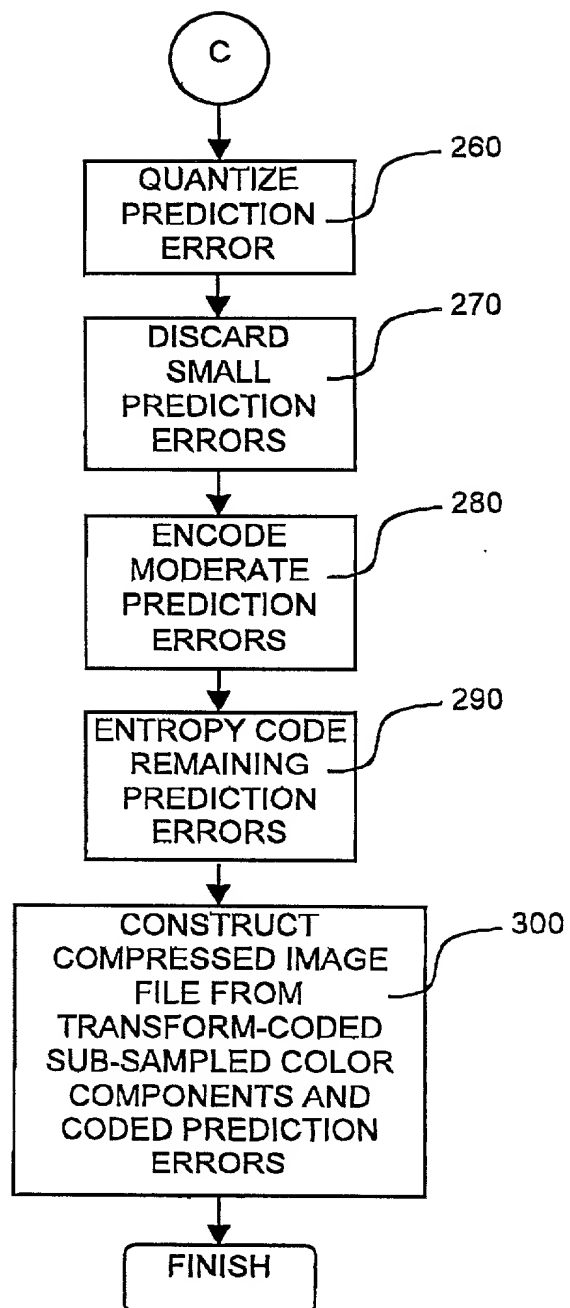 C
260
QUANTIZE
PREDICTION
ERROR
270
DISCARD
SMALL
PREDICTION
ERRORS
280
ENCODE
MODERATE
PREDICTION
ERRORS
290
ENTROPY CODE
REMAINING
PREDICTION
ERRORS
300
CONSTRUCT
COMPRESSED IMAGE
FILE FROM
TRANSFORM-CODED
SUB-SAMPLED COLOR
COMPONENTS AND
CODED PREDICTION
ERRORS
FINISH